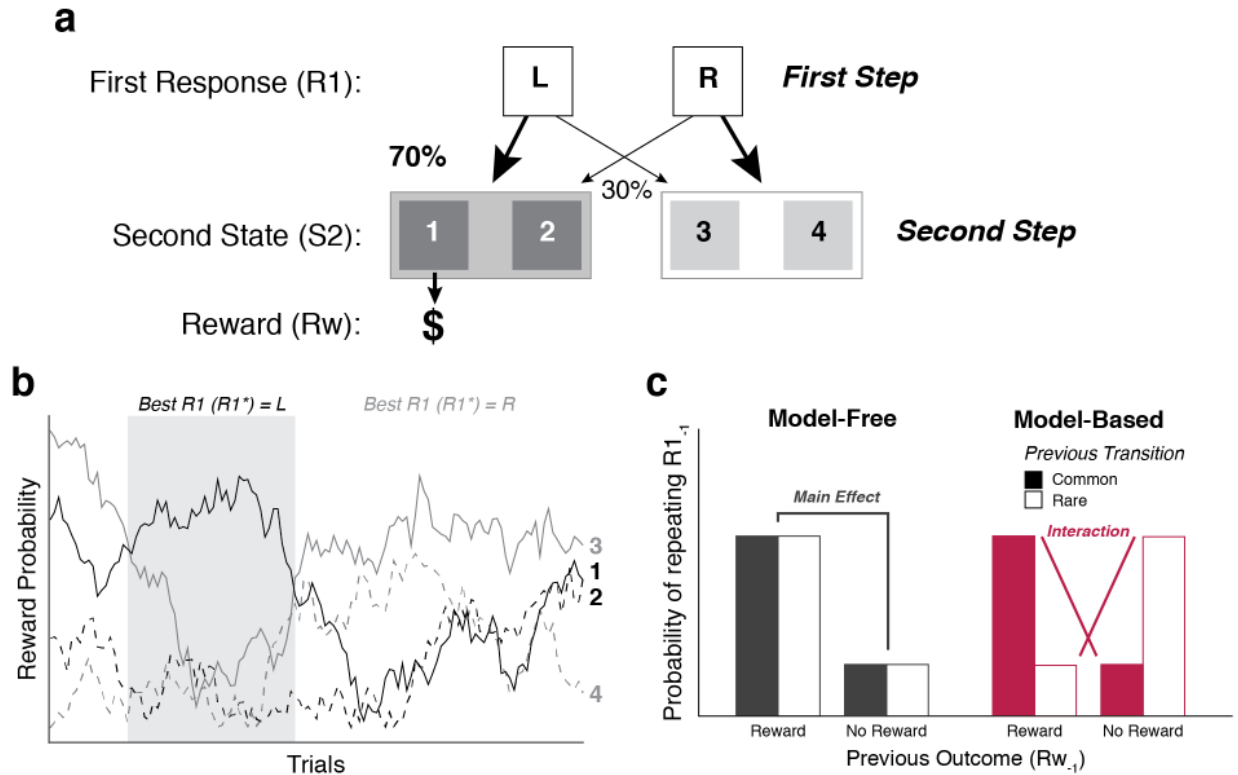 a
First Response (R1):
L
R
First Step
70%
30%
Second State (S2):
1
2
3
4
Second Step
Reward (Rw):
$
b
Best R1 (R1*) = L
Best R1 (R1*) = R
Reward Probability
3
1
2
4
Trials
c
Model-Free
Model-Based
Previous Transition
Common
Rare
Main Effect
Interaction
Probability of repeating R1-1
Reward
No Reward
Reward
No Reward
Previous Outcome (Rw-1)